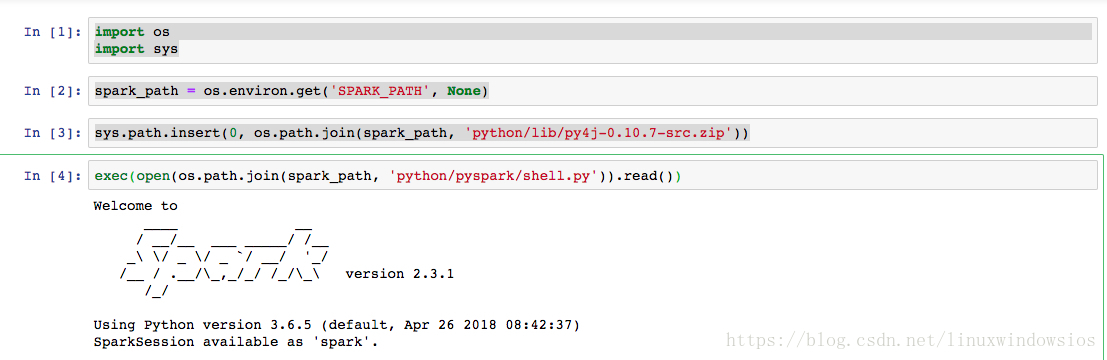 In [1]: import os
import sys
In [2]: spark_path = os.environ.get('SPARK_PATH', None)
In [3]: sys.path.insert(0, os.path.join(spark_path, 'python/lib/py4j-0.10.7-src.zip'))
In [4]: exec(open(os.path.join(spark_path, 'python/pyspark/shell.py')).read())
Welcome to
      ____              __
     / __/__  ___ _____/ /__
    _\ \/ _ \/ _ `/ __/  '_/
   /__ / .__/\_,_/_/ /_/\_\   version 2.3.1
      /_/
Using Python version 3.6.5 (default, Apr 26 2018 08:42:37)
SparkSession available as 'spark'.
https://blog.csdn.net/linuxwindowsios